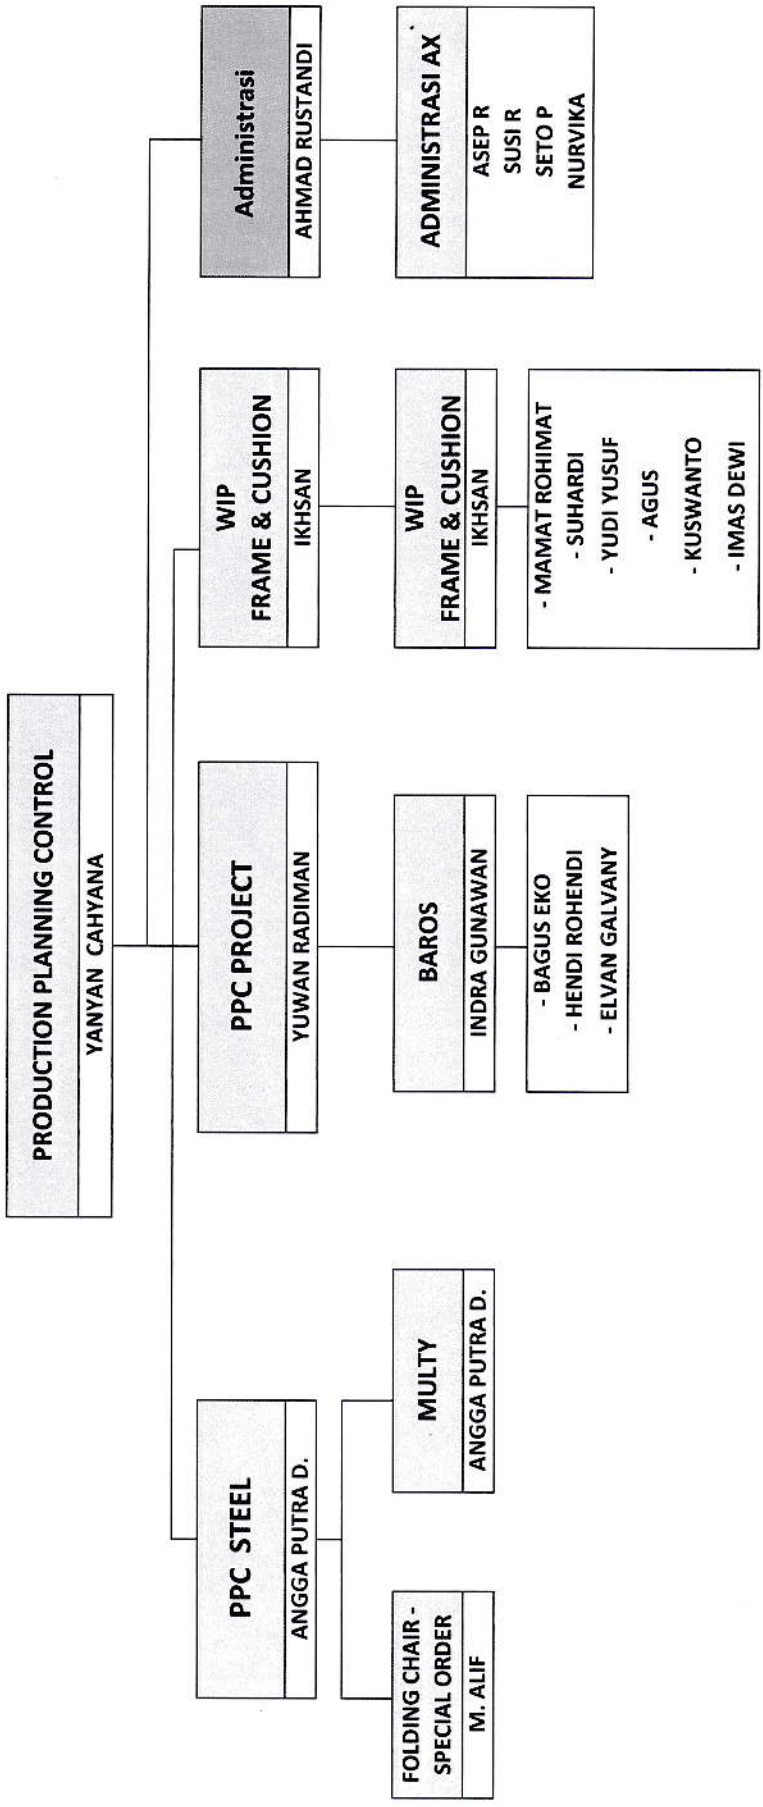 PRODUCTION PLANNING CONTROL
YANYAN CAHYANA
PPC STEEL
ANGGA PUTRA D.
PPC PROJECT
YUWAN RADIMAN
WIP
FRAME & CUSHION
IKHSAN
Administrasi
AHMAD RUSTANDI
FOLDING CHAIR -
SPECIAL ORDER
M. ALIF
MULTY
ANGGA PUTRA D.
BAROS
INDRA GUNAWAN
- BAGUS EKO
- HENDI ROHENDI
- ELVAN GALVANY
WIP
FRAME & CUSHION
IKHSAN
- MAMAT ROHIMAT
- SUHARDI
- YUDI YUSUF
- AGUS
- KUSWANTO
- IMAS DEWI
ADMINISTRASI AX
ASEP R
SUSI R
SETO P
NURVIKA